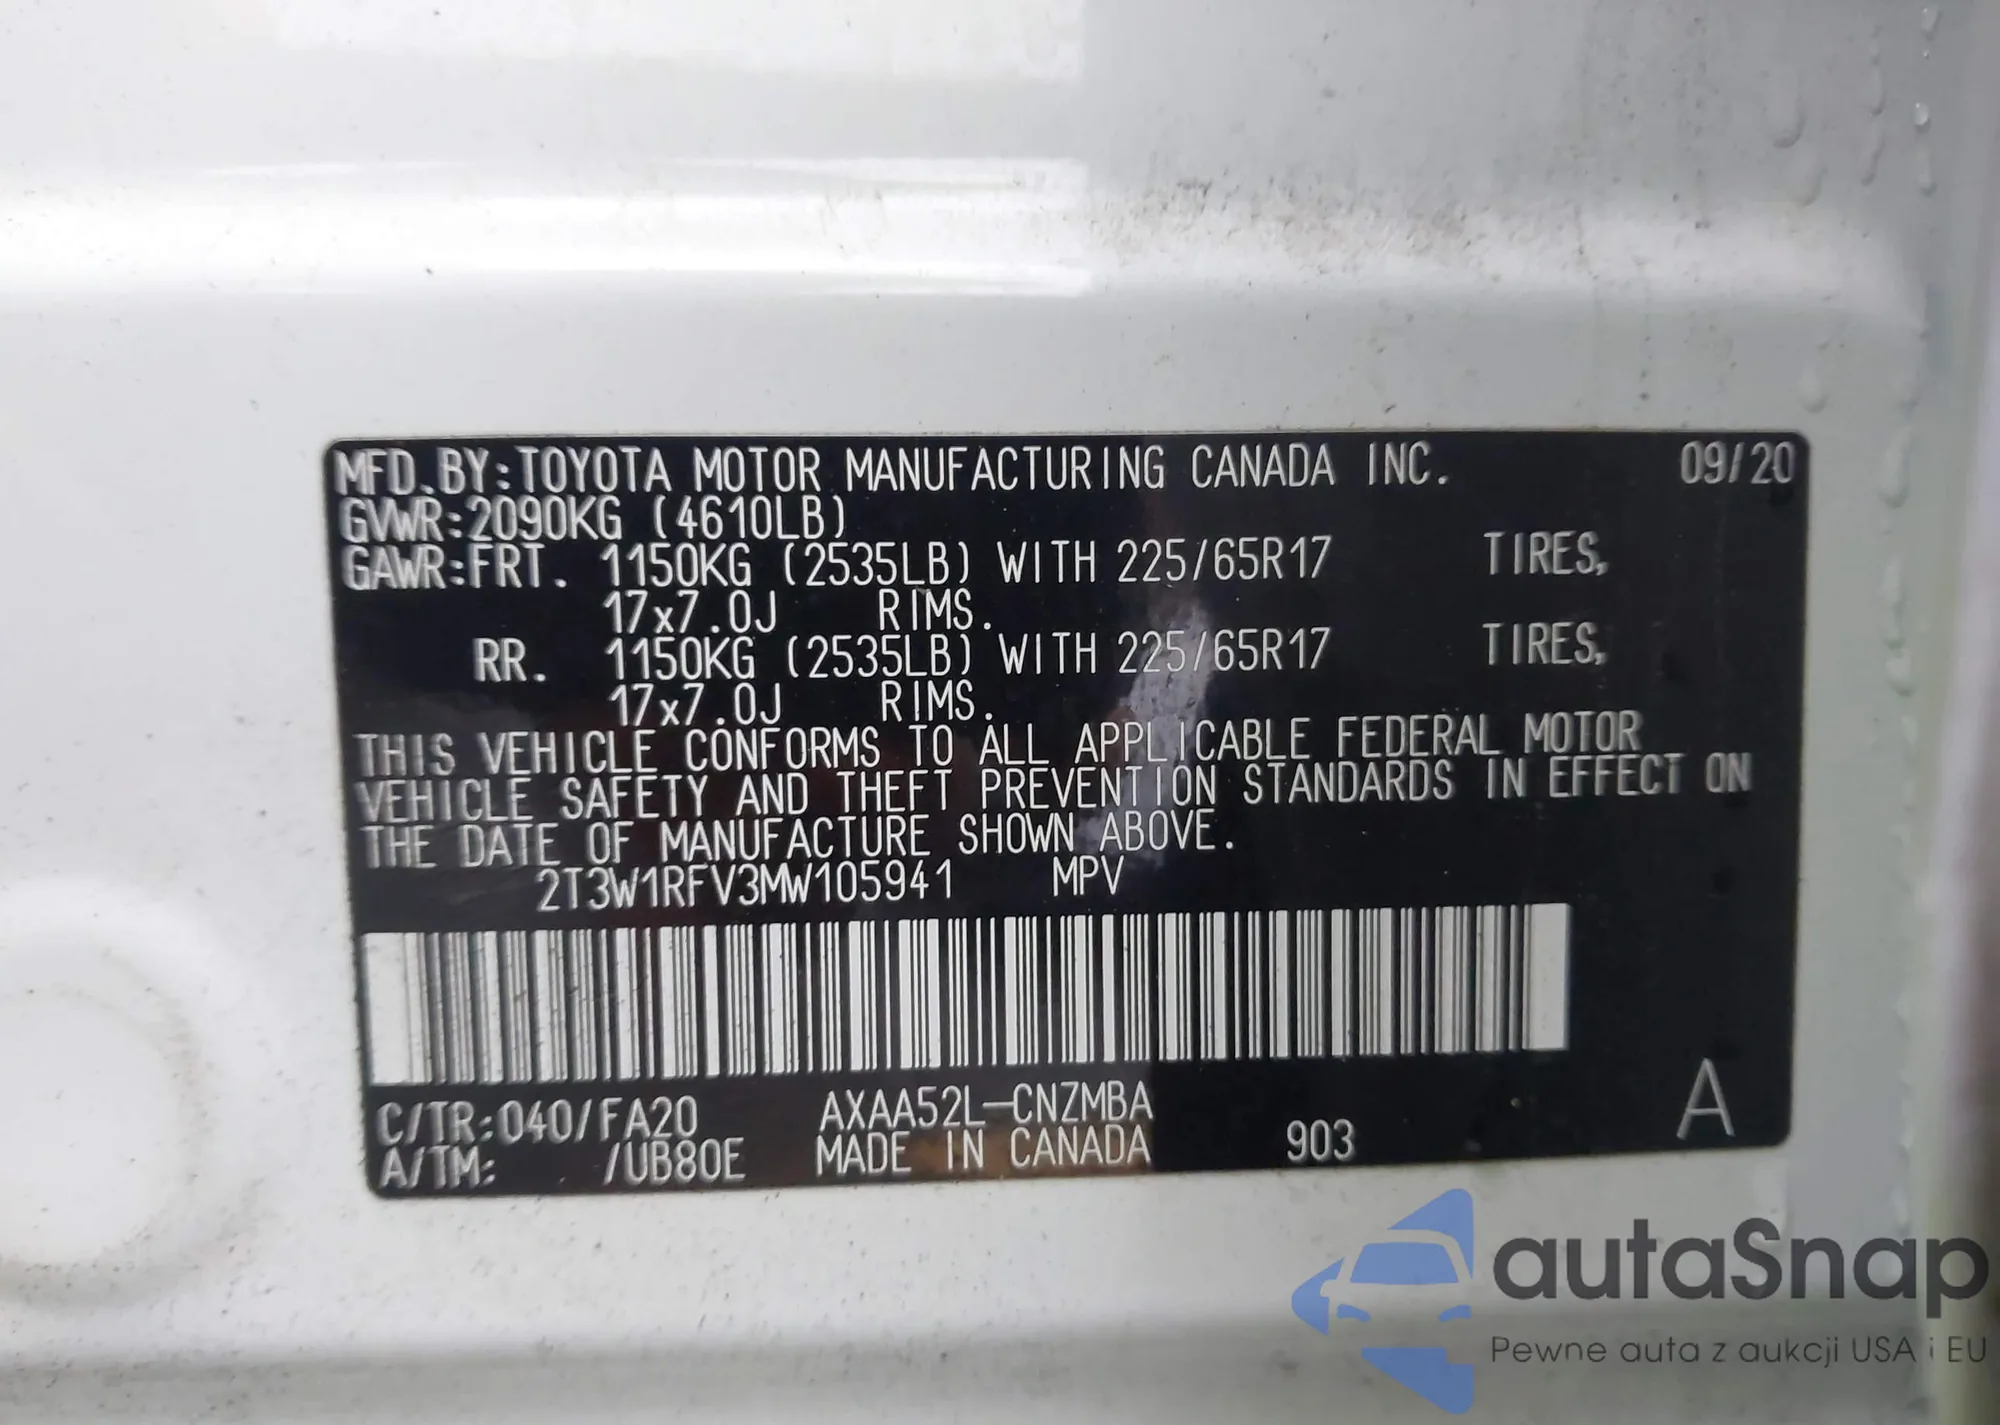 MFD.BY:TOYOTA MOTOR MANUFACTURING CANADA INC. 09/20
GVWR:2090KG (4610LB)
GAWR:FRT. 1150KG (2535LB) WITH 225/65R17 TIRES,
17x7.0J RIMS.
RR. 1150KG (2535LB) WITH 225/65R17 TIRES,
17x7.0J RIMS.
THIS VEHICLE CONFORMS TO ALL APPLICABLE FEDERAL MOTOR
VEHICLE SAFETY AND THEFT PREVENTION STANDARDS IN EFFECT ON
THE DATE OF MANUFACTURE SHOWN ABOVE.
2T3W1RFV3MW105941 MPV
C/TR:040/FA20 AXAA52L-CNZMBA
A/TM: /UB80E MADE IN CANADA 903 A
autoSnap
Pewne auta z aukcji USA i EU